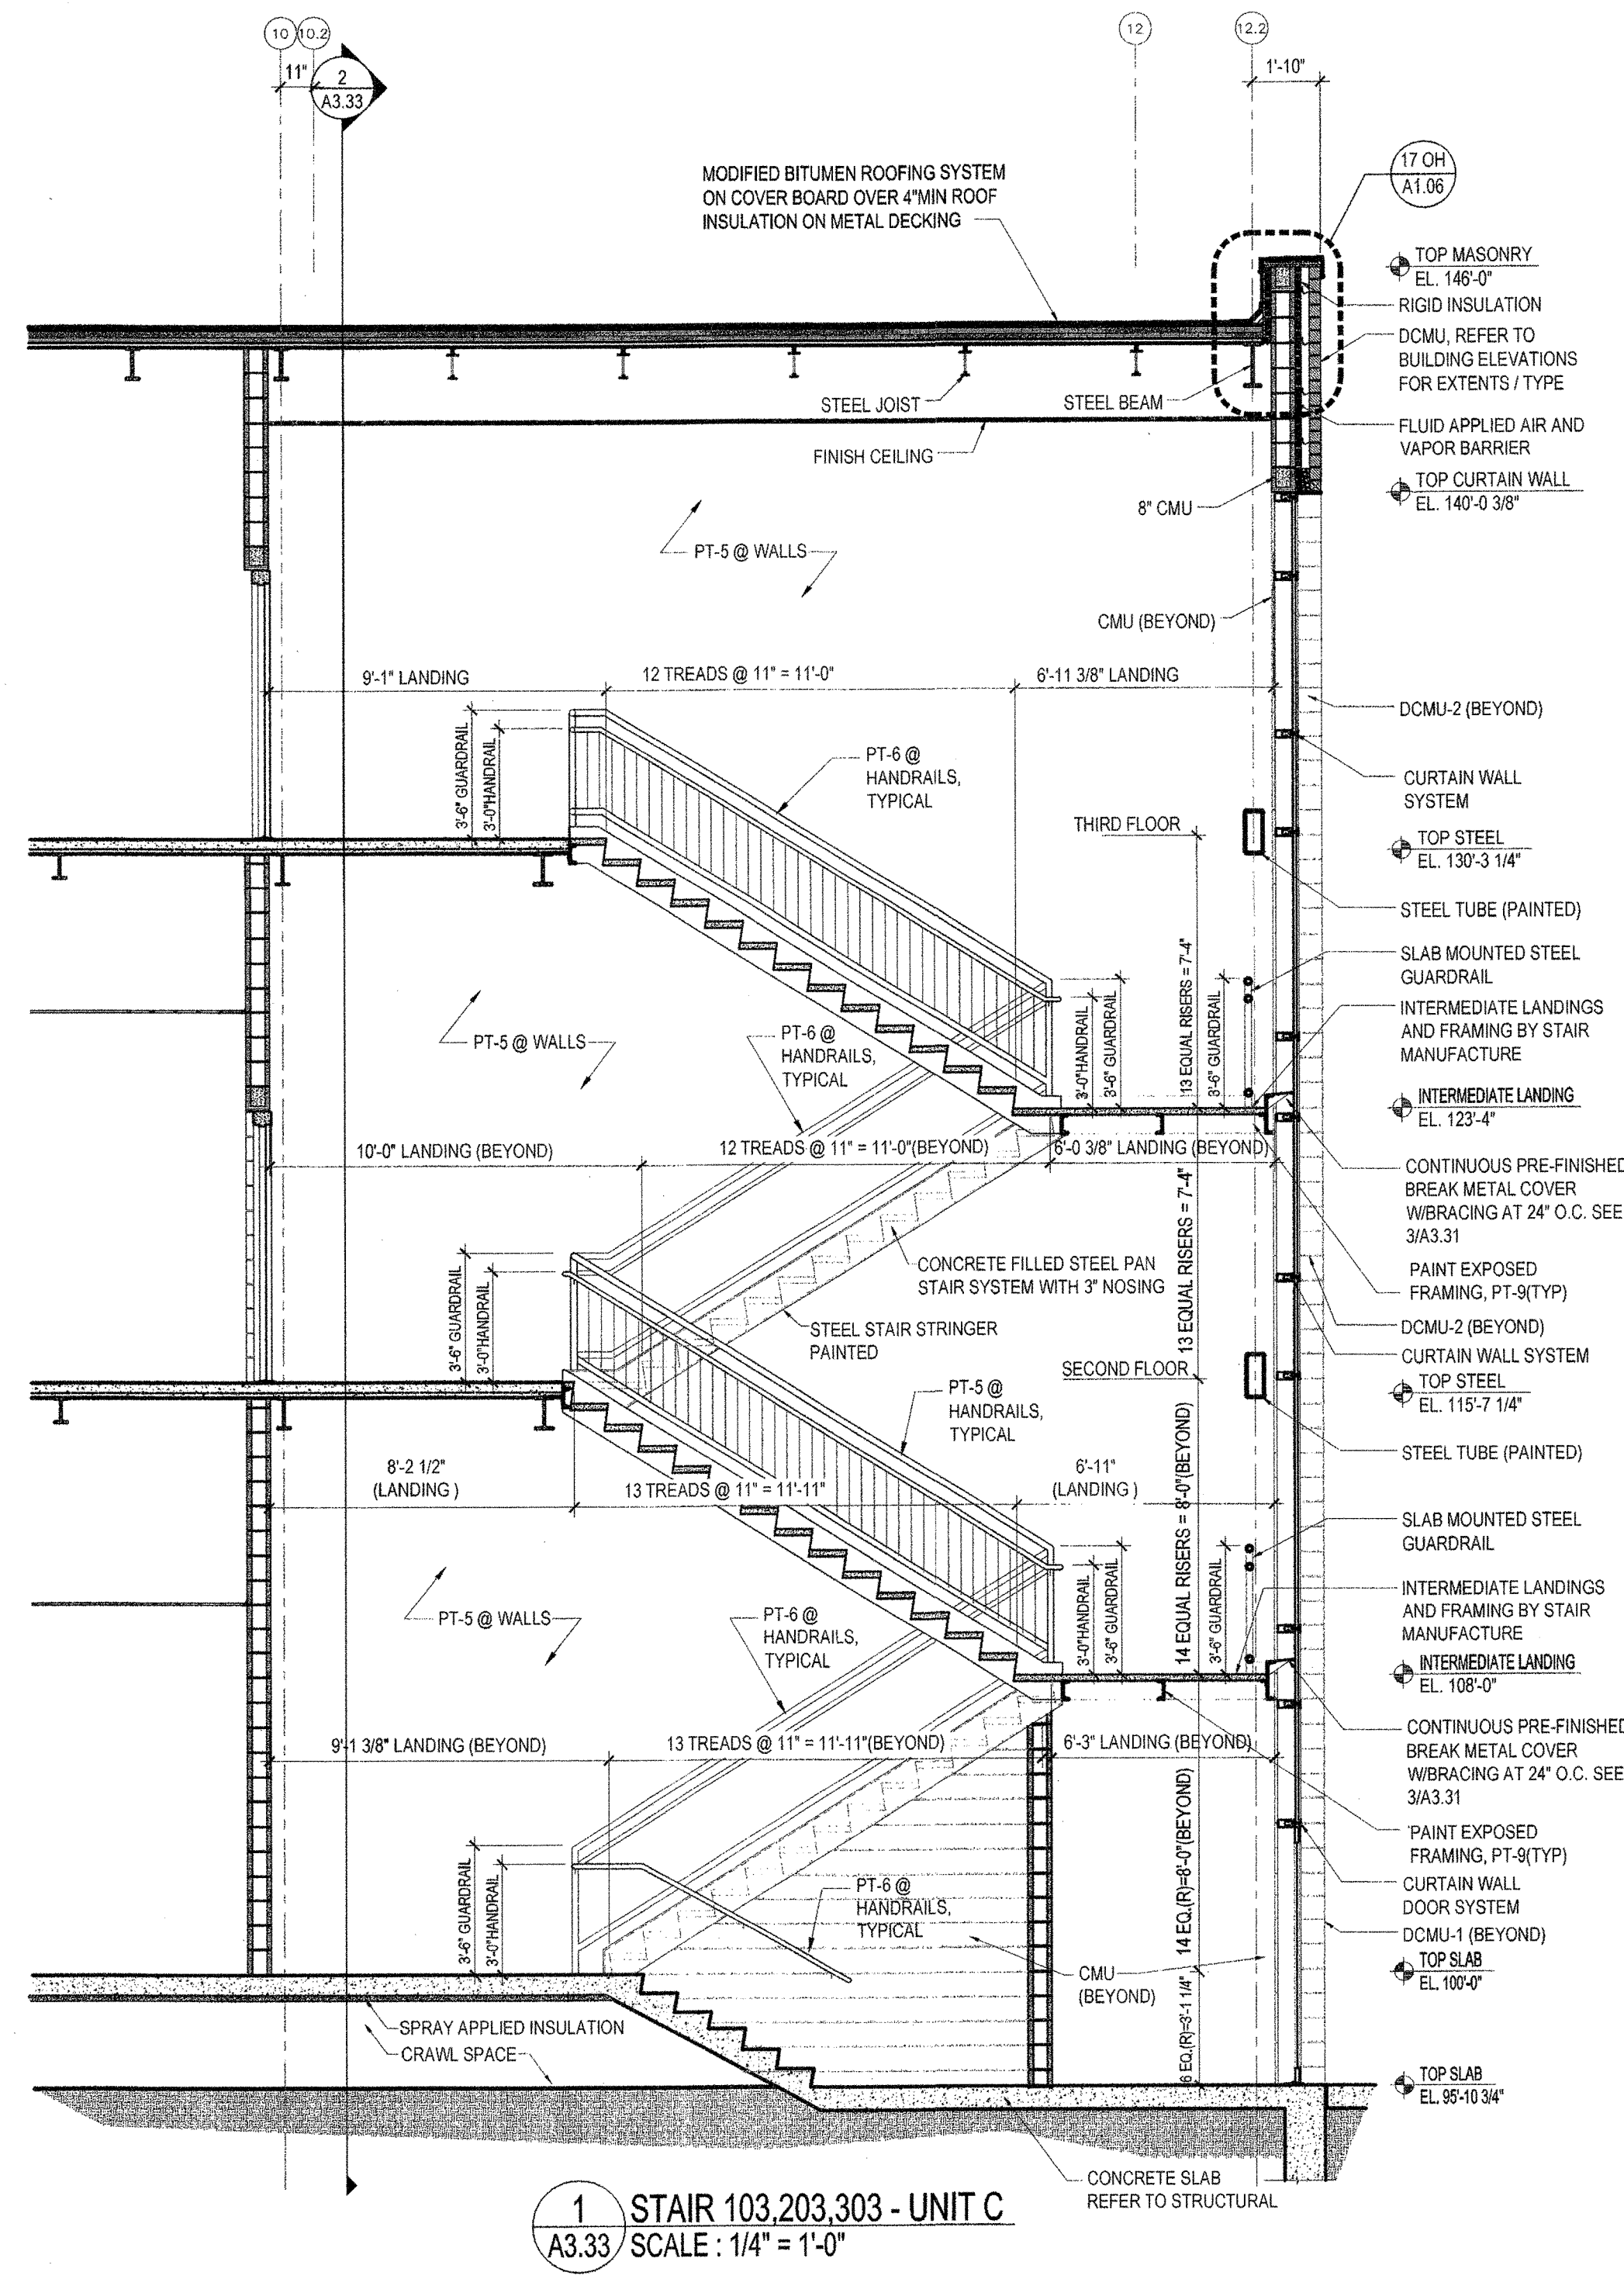 10
10.2
12
12.2
11"
1'-10"
2
A3.33
17 OH
A1.06
MODIFIED BITUMEN ROOFING SYSTEM
ON COVER BOARD OVER 4"MIN ROOF
INSULATION ON METAL DECKING
TOP MASONRY
EL. 146'-0"
RIGID INSULATION
DCMU, REFER TO
BUILDING ELEVATIONS
FOR EXTENTS / TYPE
STEEL JOIST
STEEL BEAM
FINISH CEILING
FLUID APPLIED AIR AND
VAPOR BARRIER
TOP CURTAIN WALL
EL. 140'-0 3/8"
8" CMU
PT-5 @ WALLS
CMU (BEYOND)
9'-1" LANDING
12 TREADS @ 11" = 11'-0"
6'-11 3/8" LANDING
DCMU-2 (BEYOND)
3'-6" GUARDRAIL
3'-0"HANDRAIL
PT-6 @
HANDRAILS,
TYPICAL
CURTAIN WALL
SYSTEM
THIRD FLOOR
TOP STEEL
EL. 130'-3 1/4"
STEEL TUBE (PAINTED)
13 EQUAL RISERS = 7'-4"
SLAB MOUNTED STEEL
GUARDRAIL
3'-0"HANDRAIL
3'-6" GUARDRAIL
3'-6" GUARDRAIL
INTERMEDIATE LANDINGS
AND FRAMING BY STAIR
MANUFACTURE
PT-5 @ WALLS
PT-6 @
HANDRAILS,
TYPICAL
INTERMEDIATE LANDING
EL. 123'-4"
10'-0" LANDING (BEYOND)
12 TREADS @ 11" = 11'-0"(BEYOND)
6'-0 3/8" LANDING (BEYOND)
CONTINUOUS PRE-FINISHED
BREAK METAL COVER
W/BRACING AT 24" O.C. SEE
3/A3.31
13 EQUAL RISERS = 7'-4"
CONCRETE FILLED STEEL PAN
STAIR SYSTEM WITH 3" NOSING
PAINT EXPOSED
FRAMING, PT-9(TYP)
3'-6" GUARDRAIL
3'-0"HANDRAIL
STEEL STAIR STRINGER
PAINTED
DCMU-2 (BEYOND)
CURTAIN WALL SYSTEM
SECOND FLOOR
TOP STEEL
EL. 115'-7 1/4"
PT-5 @
HANDRAILS,
TYPICAL
STEEL TUBE (PAINTED)
8'-2 1/2"
(LANDING )
13 TREADS @ 11" = 11'-11"
6'-11"
(LANDING )
14 EQUAL RISERS = 8'-0"(BEYOND)
SLAB MOUNTED STEEL
GUARDRAIL
3'-0"HANDRAIL
3'-6" GUARDRAIL
3'-6" GUARDRAIL
INTERMEDIATE LANDINGS
AND FRAMING BY STAIR
MANUFACTURE
PT-5 @ WALLS
PT-6 @
HANDRAILS,
TYPICAL
INTERMEDIATE LANDING
EL. 108'-0"
9'-1 3/8" LANDING (BEYOND)
13 TREADS @ 11" = 11'-11"(BEYOND)
6'-3" LANDING (BEYOND)
CONTINUOUS PRE-FINISHED
BREAK METAL COVER
W/BRACING AT 24" O.C. SEE
3/A3.31
14 EQ.(R)=8'-0"(BEYOND)
PAINT EXPOSED
FRAMING, PT-9(TYP)
3'-6" GUARDRAIL
3'-0"HANDRAIL
PT-6 @
HANDRAILS,
TYPICAL
CURTAIN WALL
DOOR SYSTEM
DCMU-1 (BEYOND)
TOP SLAB
EL. 100'-0"
CMU
(BEYOND)
6 EQ.(R)=3'-1 1/4"
SPRAY APPLIED INSULATION
CRAWL SPACE
TOP SLAB
EL. 95'-10 3/4"
CONCRETE SLAB
REFER TO STRUCTURAL
1
A3.33
STAIR 103,203,303 - UNIT C
SCALE : 1/4" = 1'-0"